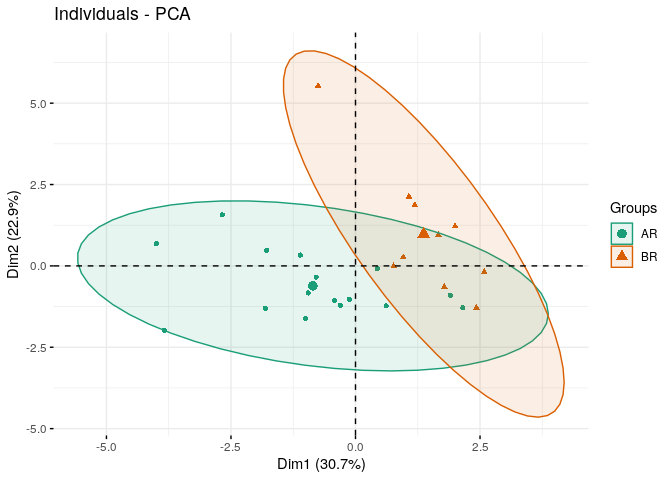 Individuals - PCA
5.0
2.5
0.0
-2.5
-5.0
Dim2 (22.9%)
-5.0
-2.5
0.0
2.5
Dim1 (30.7%)
Groups
AR
BR